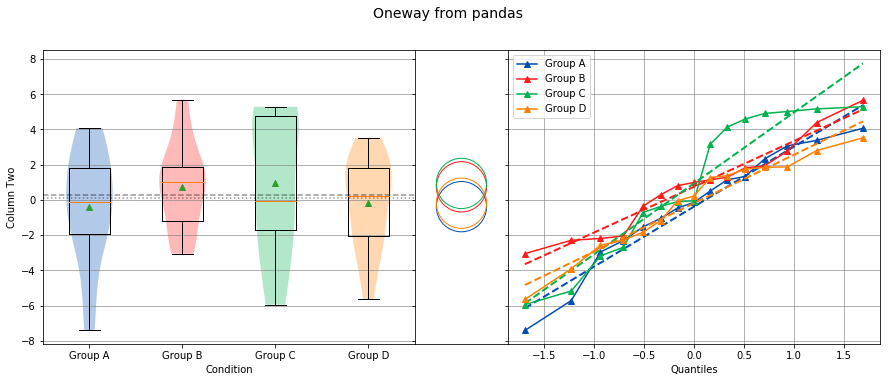 Oneway from pandas
Column Two
8
6
4
2
0
−2
−4
−6
−8
Group A Group B Group C Group D
Condition
Group A
Group B
Group C
Group D
−1.5 −1.0 −0.5 0.0 0.5 1.0 1.5
Quantiles